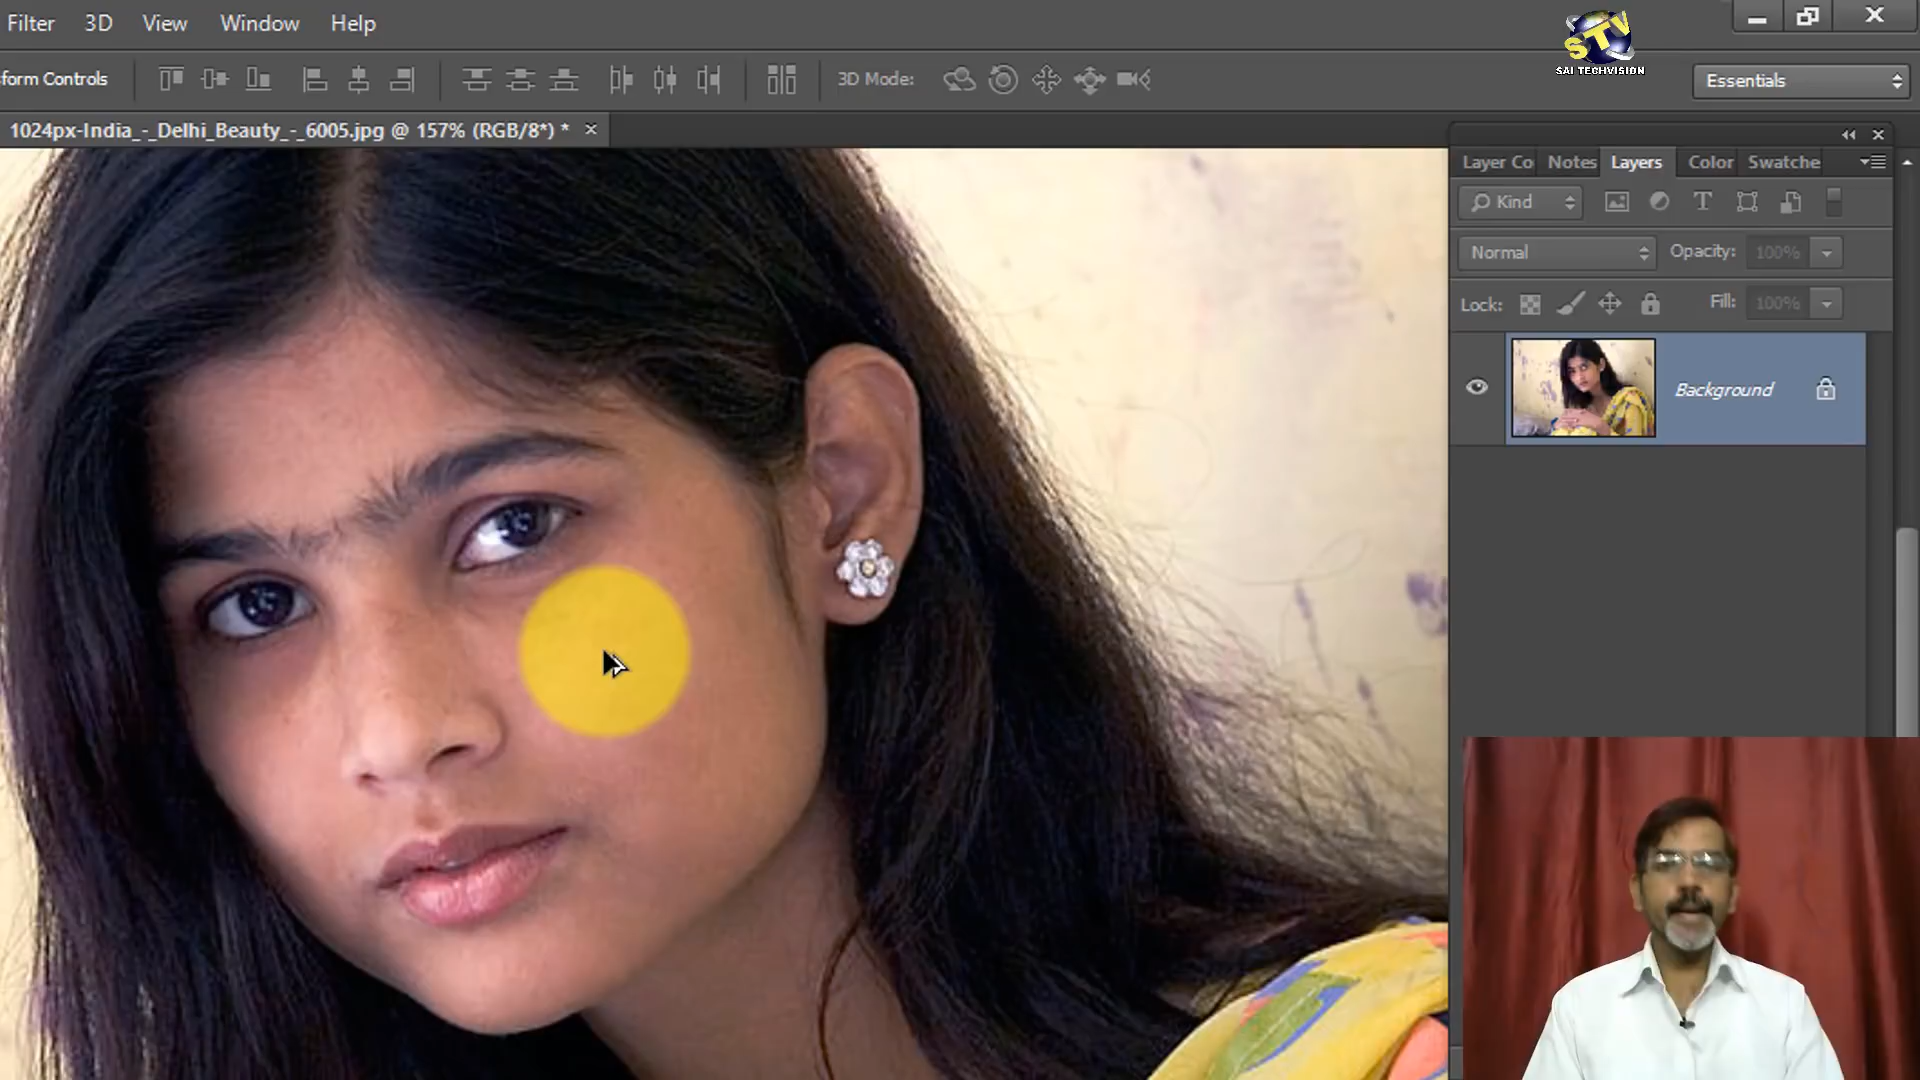 Filter 3D View Window Help
STV
SAI TECHVISION
form Controls 3D Mode: Essentials
1024px-India_-_Delhi_Beauty_-_6005.jpg @ 157% (RGB/8*) *
Layer Co Notes Layers Color Swatche
Kind
Normal Opacity: 100%
Lock: Fill: 100%
Background